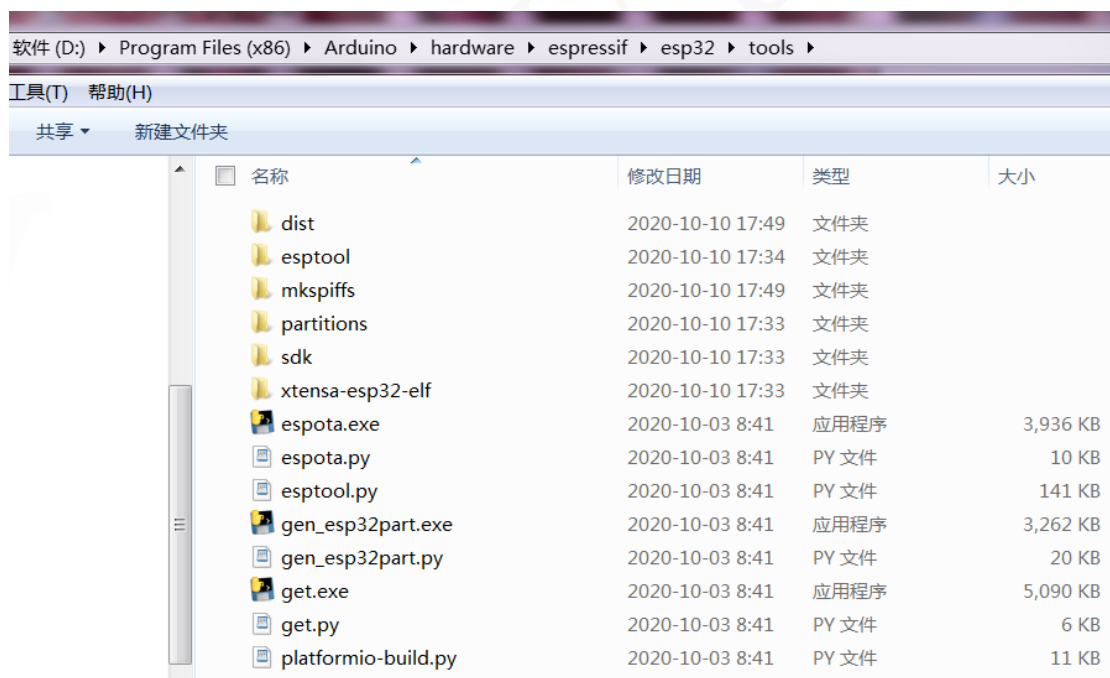 软件 (D:) ▸ Program Files (x86) ▸ Arduino ▸ hardware ▸ espressif ▸ esp32 ▸ tools ▸
工具(T) 帮助(H)
共享 新建文件夹
名称 修改日期 类型 大小
dist 2020-10-10 17:49 文件夹
esptool 2020-10-10 17:34 文件夹
mkspiffs 2020-10-10 17:49 文件夹
partitions 2020-10-10 17:33 文件夹
sdk 2020-10-10 17:33 文件夹
xtensa-esp32-elf 2020-10-10 17:33 文件夹
espota.exe 2020-10-03 8:41 应用程序 3,936 KB
espota.py 2020-10-03 8:41 PY 文件 10 KB
esptool.py 2020-10-03 8:41 PY 文件 141 KB
gen_esp32part.exe 2020-10-03 8:41 应用程序 3,262 KB
gen_esp32part.py 2020-10-03 8:41 PY 文件 20 KB
get.exe 2020-10-03 8:41 应用程序 5,090 KB
get.py 2020-10-03 8:41 PY 文件 6 KB
platformio-build.py 2020-10-03 8:41 PY 文件 11 KB